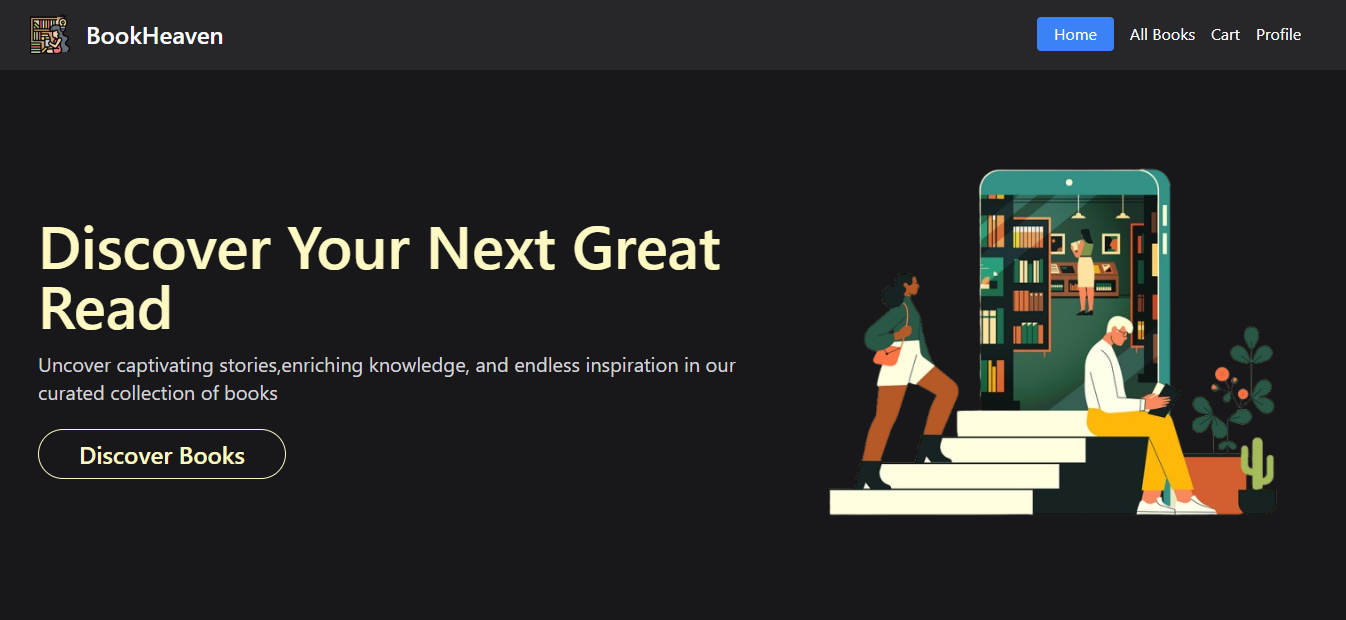 BookHeaven
Home
All Books
Cart
Profile
Discover Your Next Great
Read
Uncover captivating stories,enriching knowledge, and endless inspiration in our
curated collection of books
Discover Books